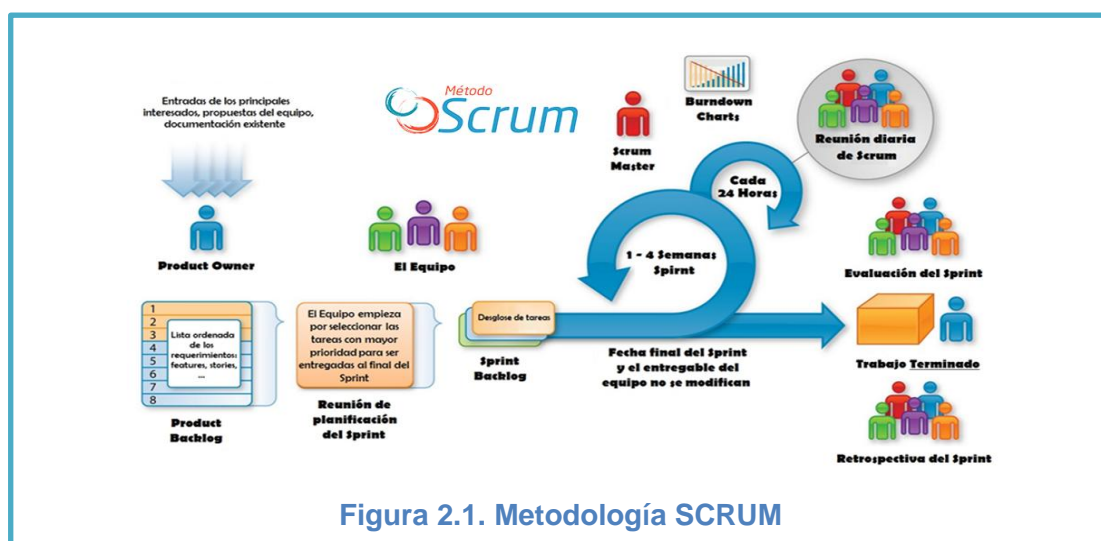 Entradas de los principales
interesados, propuestas del equipo,
documentación existente
Product Owner
Método
Scrum
El Equipo
Scrum
Master
Burndown
Charts
Reunión diaria
de Scrum
Cada
24 Horas
1 - 4 Semanas
Spirnt
Evaluación del Sprint
1
2
3
4
5
6
7
8
Lista ordenada
de los
requerimientos:
features, stories,
...
Product
Backlog
El Equipo empieza
por seleccionar las
tareas con mayor
prioridad para ser
entregadas al final del
Sprint
Reunión de
planificación
del Sprint
Desglose de tareas
Sprint
Backlog
Fecha final del Sprint
y el entregable del
equipo no se modifican
Trabajo Terminado
Retrospectiva del Sprint
Figura 2.1. Metodología SCRUM